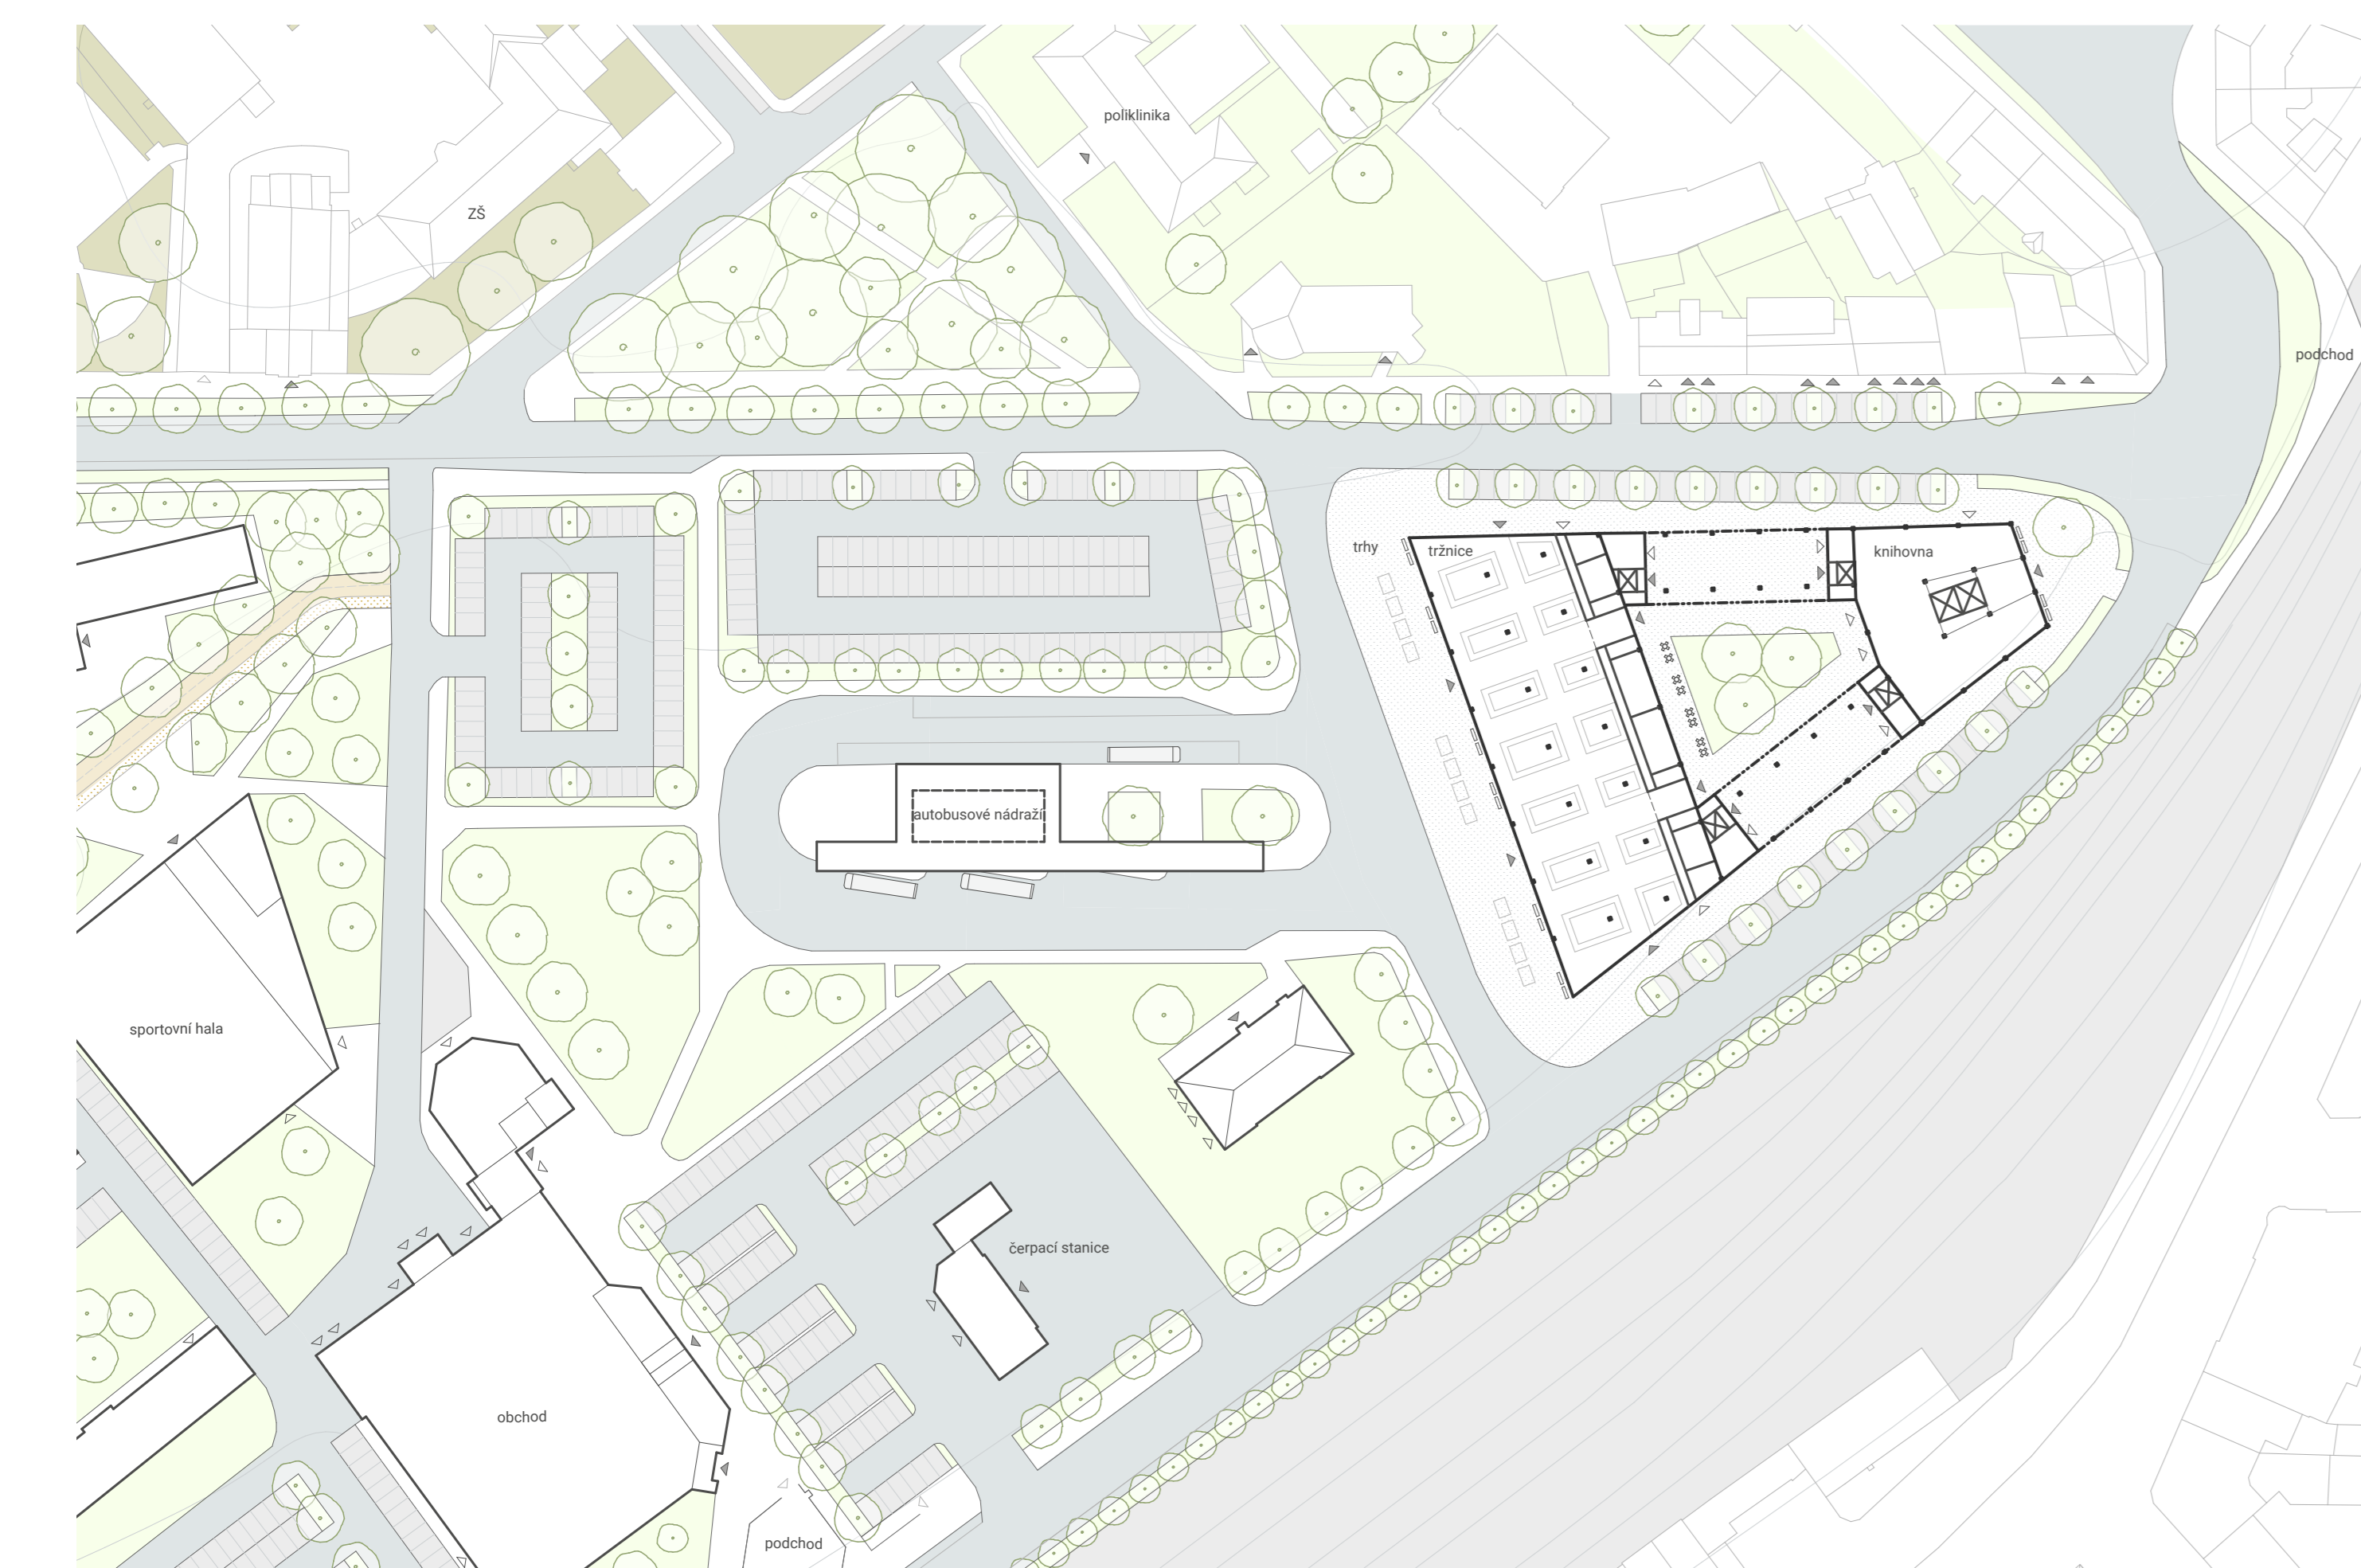 poliklinika
ZŠ
podchod
trhy
tržnice
knihovna
autobusové nádraží
sportovní hala
čerpací stanice
obchod
podchod